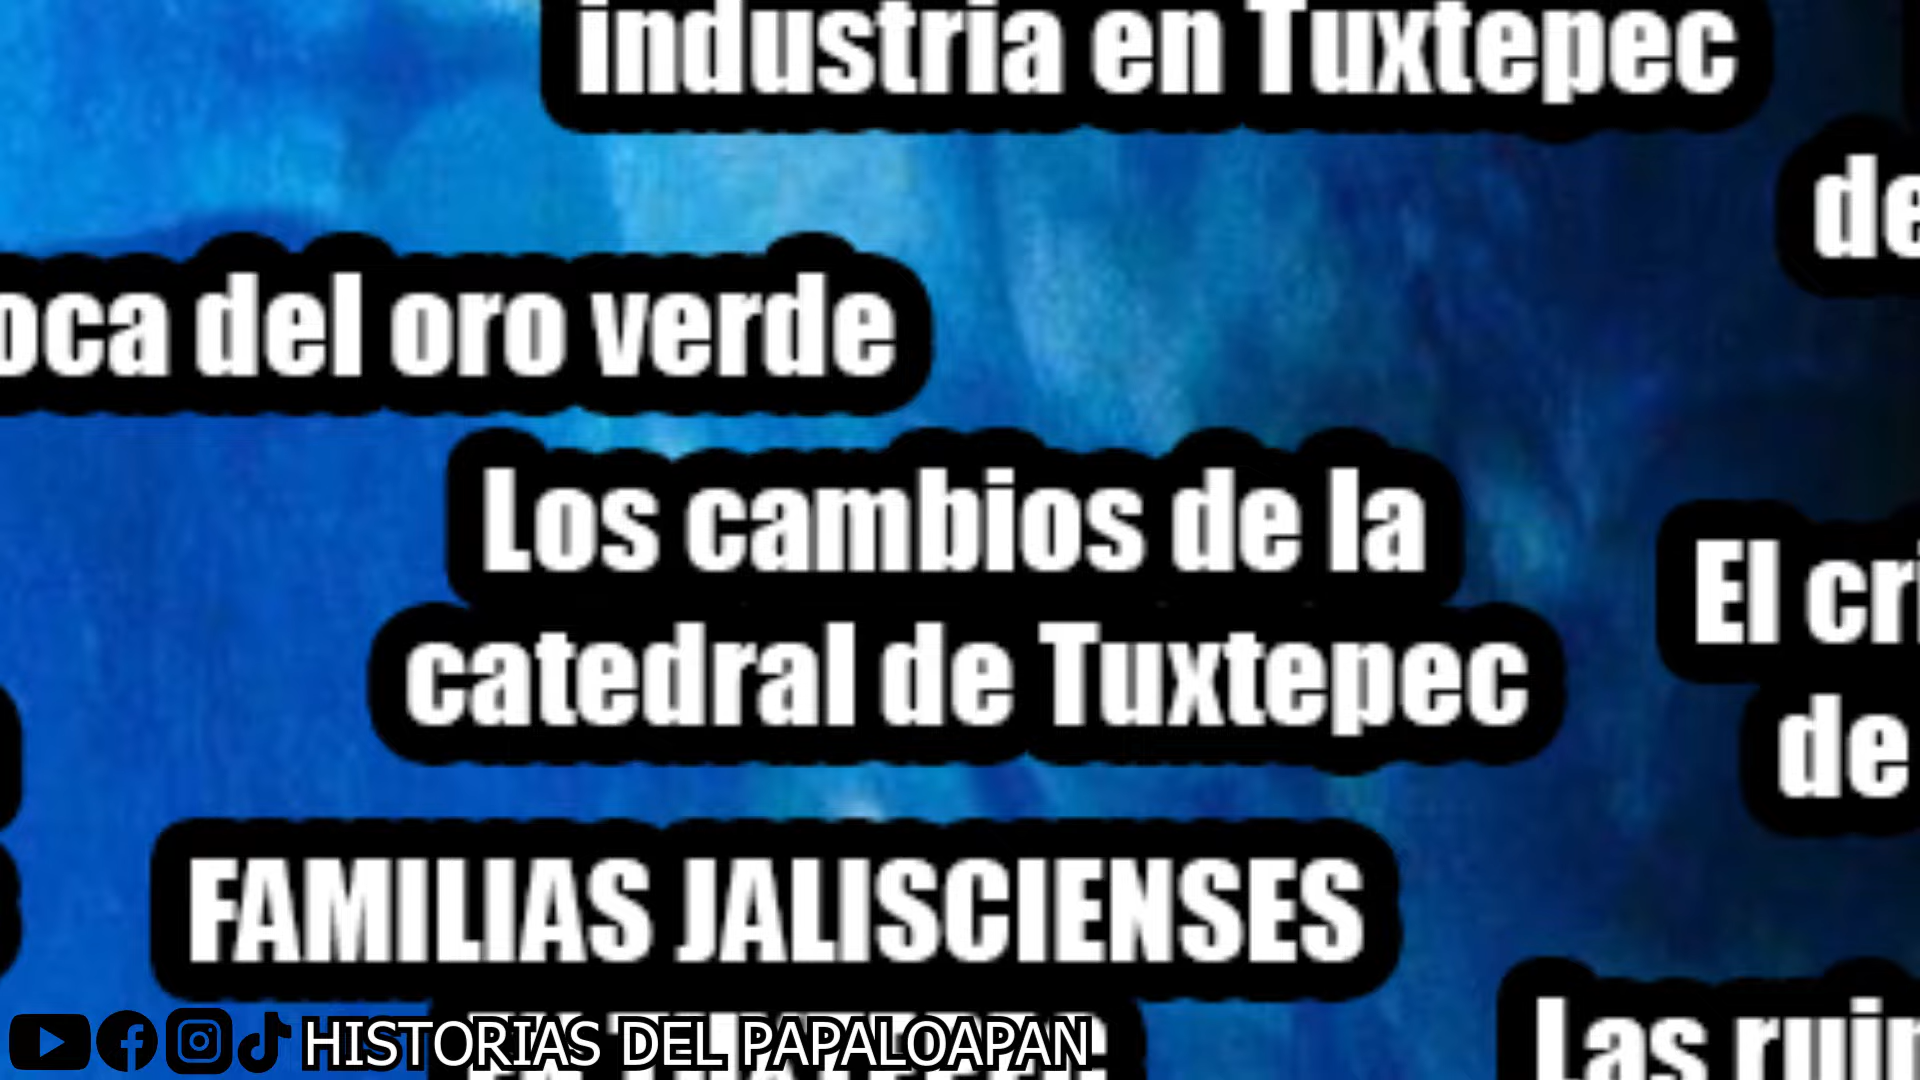 industria en Tuxtepec
de
oca del oro verde
Los cambios de la
catedral de Tuxtepec
El cri
de
FAMILIAS JALISCIENSES
Las ruin
HISTORIAS DEL PAPALOAPAN